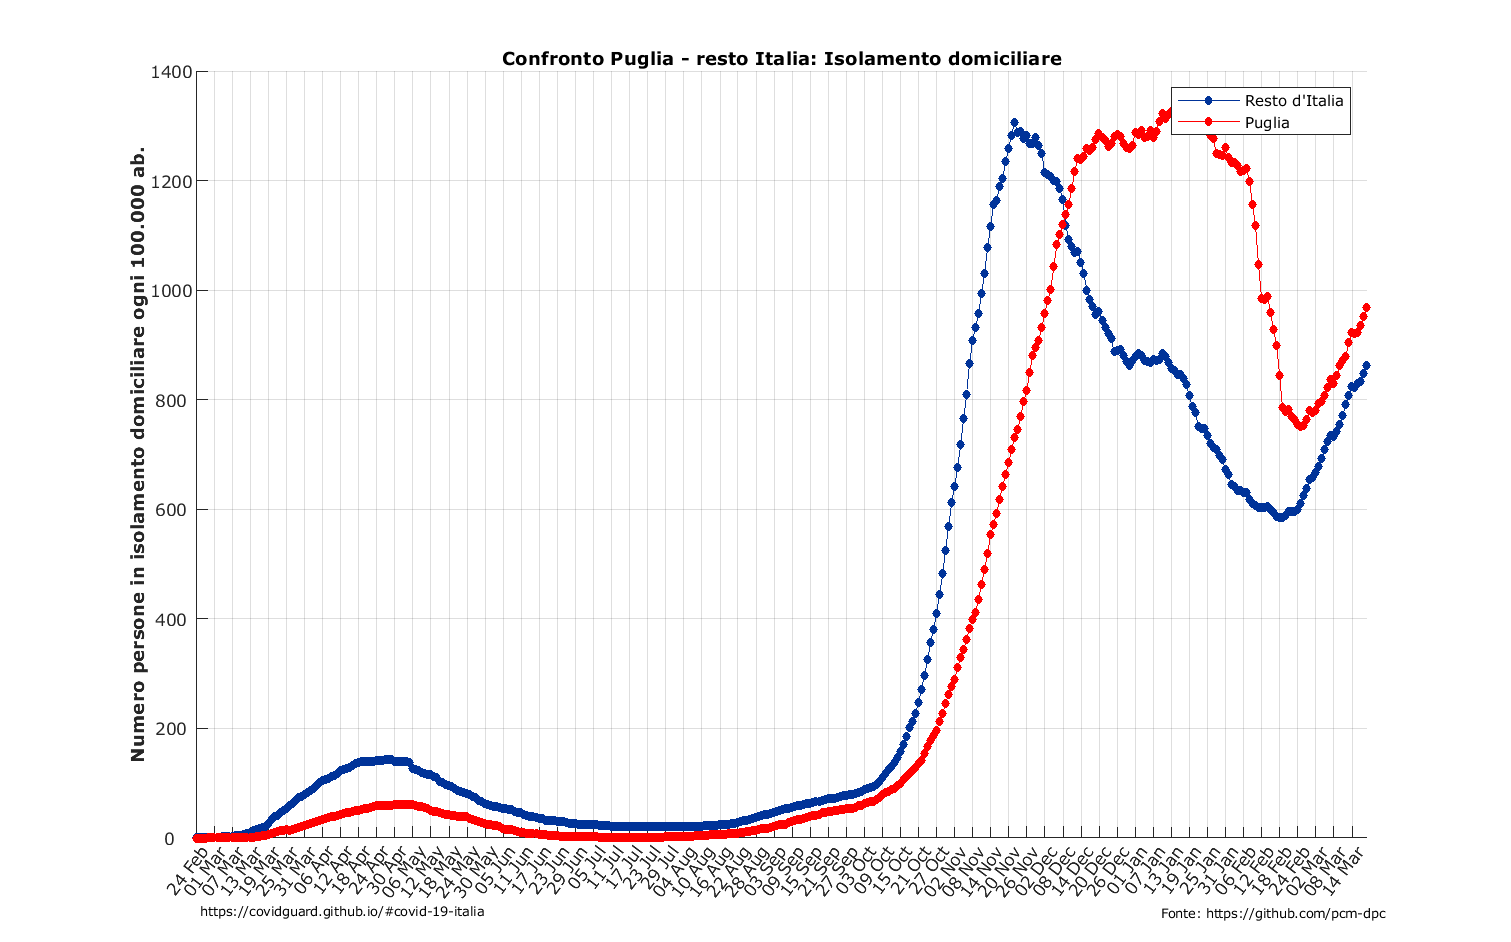 Confronto Puglia - resto Italia: Isolamento domiciliare
Numero persone in isolamento domiciliare ogni 100.000 ab.
1400
1200
1000
800
600
400
200
0
Resto d'Italia
Puglia
24 Feb
01 Mar
07 Mar
13 Mar
19 Mar
25 Mar
31 Mar
06 Apr
12 Apr
18 Apr
24 Apr
30 Apr
06 May
12 May
18 May
24 May
30 May
05 Jun
11 Jun
17 Jun
23 Jun
29 Jun
05 Jul
11 Jul
17 Jul
23 Jul
29 Jul
04 Aug
10 Aug
16 Aug
22 Aug
28 Aug
03 Sep
09 Sep
15 Sep
21 Sep
27 Sep
03 Oct
09 Oct
15 Oct
21 Oct
27 Oct
02 Nov
08 Nov
14 Nov
20 Nov
26 Nov
02 Dec
08 Dec
14 Dec
20 Dec
26 Dec
01 Jan
07 Jan
13 Jan
19 Jan
25 Jan
31 Jan
06 Feb
12 Feb
18 Feb
24 Feb
02 Mar
08 Mar
14 Mar
https://covidguard.github.io/#covid-19-italia
Fonte: https://github.com/pcm-dpc